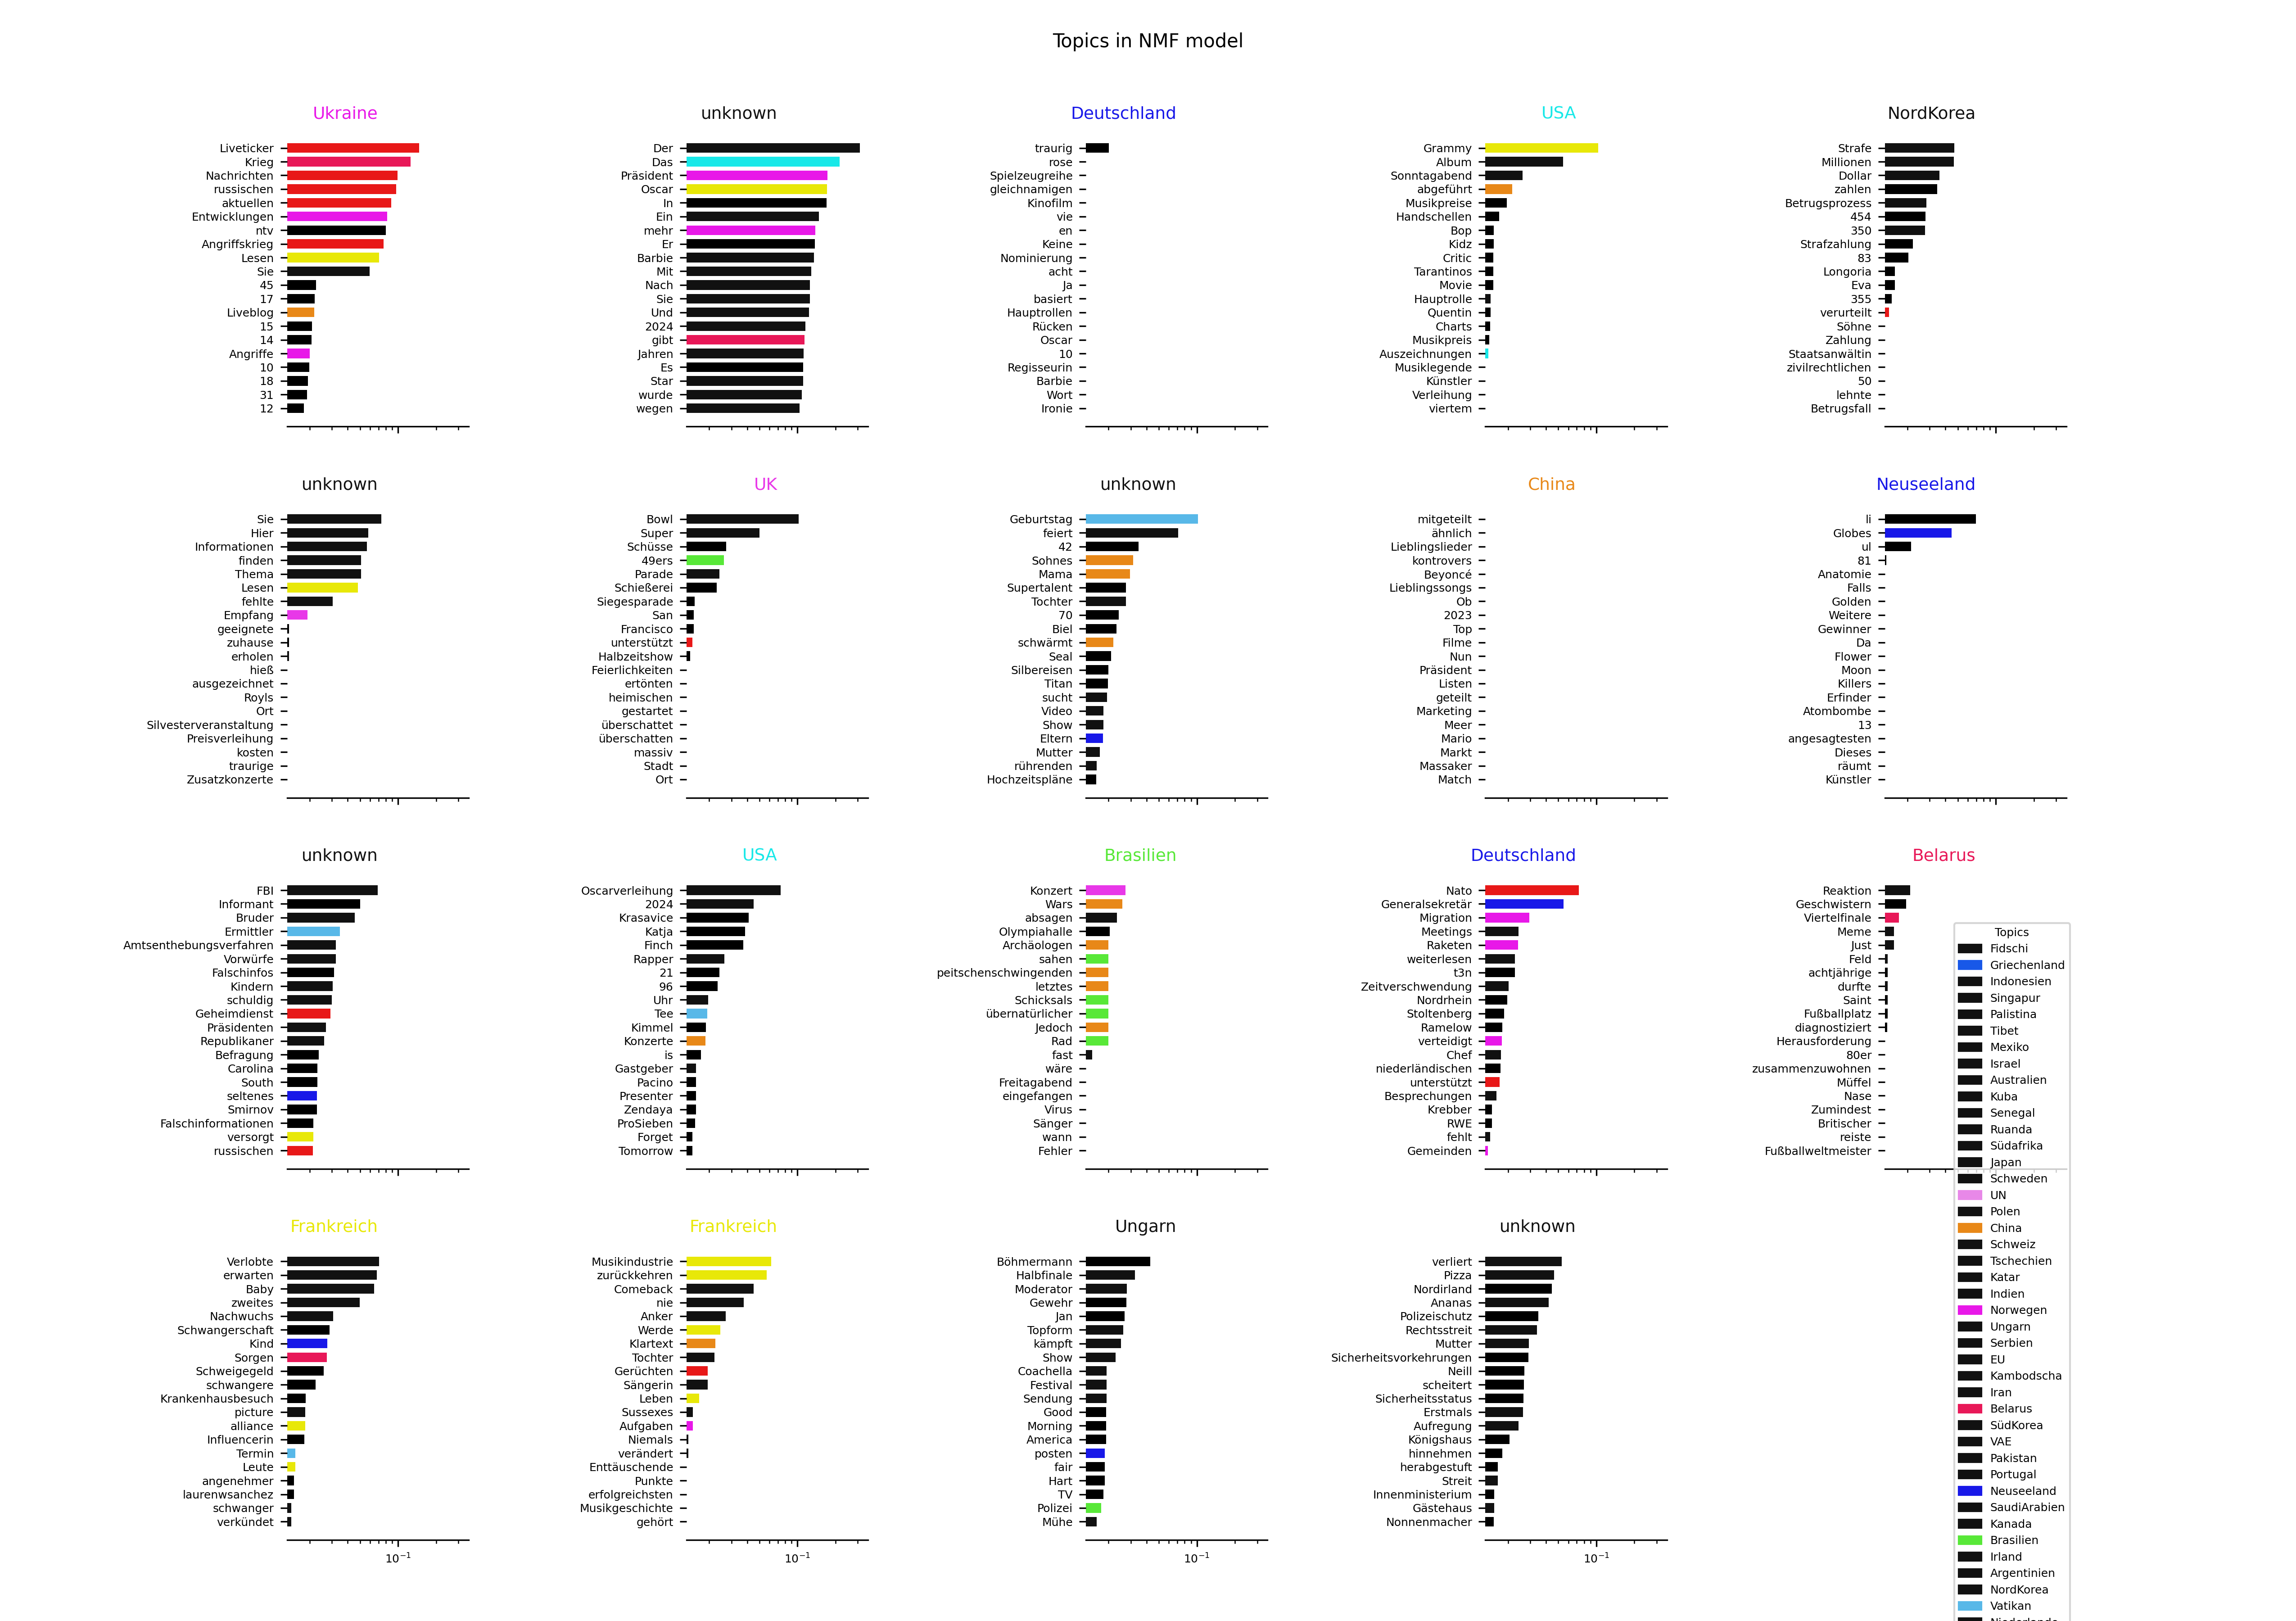 Topics in NMF model
Ukraine
Liveticker
Krieg
Nachrichten
russischen
aktuellen
Entwicklungen
ntv
Angriffskrieg
Lesen
Sie
45
17
Liveblog
15
14
Angriffe
10
18
31
12
unknown
Der
Das
Präsident
Oscar
In
Ein
mehr
Er
Barbie
Mit
Nach
Sie
Und
2024
gibt
Jahren
Es
Star
wurde
wegen
Deutschland
traurig
rose
Spielzeugreihe
gleichnamigen
Kinofilm
vie
en
Keine
Nominierung
acht
Ja
basiert
Hauptrollen
Rücken
Oscar
10
Regisseurin
Barbie
Wort
Ironie
USA
Grammy
Album
Sonntagabend
abgeführt
Musikpreise
Handschellen
Bop
Kidz
Critic
Tarantinos
Movie
Hauptrolle
Quentin
Charts
Musikpreis
Auszeichnungen
Musiklegende
Künstler
Verleihung
viertem
NordKorea
Strafe
Millionen
Dollar
zahlen
Betrugsprozess
454
350
Strafzahlung
83
Longoria
Eva
355
verurteilt
Söhne
Zahlung
Staatsanwältin
zivilrechtlichen
50
lehnte
Betrugsfall
unknown
Sie
Hier
Informationen
finden
Thema
Lesen
fehlte
Empfang
geeignete
zuhause
erholen
hieß
ausgezeichnet
Royls
Ort
Silvesterveranstaltung
Preisverleihung
kosten
traurige
Zusatzkonzerte
UK
Bowl
Super
Schüsse
49ers
Parade
Schießerei
Siegesparade
San
Francisco
unterstützt
Halbzeitshow
Feierlichkeiten
ertönten
heimischen
gestartet
überschattet
überschatten
massiv
Stadt
Ort
unknown
Geburtstag
feiert
42
Sohnes
Mama
Supertalent
Tochter
70
Biel
schwärmt
Seal
Silbereisen
Titan
sucht
Video
Show
Eltern
Mutter
rührenden
Hochzeitspläne
China
mitgeteilt
ähnlich
Lieblingslieder
kontrovers
Beyoncé
Lieblingssongs
Ob
2023
Top
Filme
Nun
Präsident
Listen
geteilt
Marketing
Meer
Mario
Markt
Massaker
Match
Neuseeland
li
Globes
ul
81
Anatomie
Falls
Golden
Weitere
Gewinner
Da
Flower
Moon
Killers
Erfinder
Atombombe
13
angesagtesten
Dieses
räumt
Künstler
unknown
FBI
Informant
Bruder
Ermittler
Amtsenthebungsverfahren
Vorwürfe
Falschinfos
Kindern
schuldig
Geheimdienst
Präsidenten
Republikaner
Befragung
Carolina
South
seltenes
Smirnov
Falschinformationen
versorgt
russischen
USA
Oscarverleihung
2024
Krasavice
Katja
Finch
Rapper
21
96
Uhr
Tee
Kimmel
Konzerte
is
Gastgeber
Pacino
Presenter
Zendaya
ProSieben
Forget
Tomorrow
Brasilien
Konzert
Wars
absagen
Olympiahalle
Archäologen
sahen
peitschenschwingenden
letztes
Schicksals
übernatürlicher
Jedoch
Rad
fast
wäre
Freitagabend
eingefangen
Virus
Sänger
wann
Fehler
Deutschland
Nato
Generalsekretär
Migration
Meetings
Raketen
weiterlesen
t3n
Zeitverschwendung
Nordrhein
Stoltenberg
Ramelow
verteidigt
Chef
niederländischen
unterstützt
Besprechungen
Krebber
RWE
fehlt
Gemeinden
Belarus
Reaktion
Geschwistern
Viertelfinale
Meme
Just
Feld
achtjährige
durfte
Saint
Fußballplatz
diagnostiziert
Herausforderung
80er
zusammenzuwohnen
Müffel
Nase
Zumindest
Britischer
reiste
Fußballweltmeister
Frankreich
Verlobte
erwarten
Baby
zweites
Nachwuchs
Schwangerschaft
Kind
Sorgen
Schweigegeld
schwangere
Krankenhausbesuch
picture
alliance
Influencerin
Termin
Leute
angenehmer
laurenwsanchez
schwanger
verkündet
10⁻¹
Frankreich
Musikindustrie
zurückkehren
Comeback
nie
Anker
Werde
Klartext
Tochter
Gerüchten
Sängerin
Leben
Sussexes
Aufgaben
Niemals
verändert
Enttäuschende
Punkte
erfolgreichsten
Musikgeschichte
gehört
10⁻¹
Ungarn
Böhmermann
Halbfinale
Moderator
Gewehr
Jan
Topform
kämpft
Show
Coachella
Festival
Sendung
Good
Morning
America
posten
fair
Hart
TV
Polizei
Mühe
10⁻¹
unknown
verliert
Pizza
Nordirland
Ananas
Polizeischutz
Rechtsstreit
Mutter
Sicherheitsvorkehrungen
Neill
scheitert
Sicherheitsstatus
Erstmals
Aufregung
Königshaus
hinnehmen
herabgestuft
Streit
Innenministerium
Gästehaus
Nonnenmacher
10⁻¹
Topics
Fidschi
Griechenland
Indonesien
Singapur
Palistina
Tibet
Mexiko
Israel
Australien
Kuba
Senegal
Ruanda
Südafrika
Japan
Schweden
UN
Polen
China
Schweiz
Tschechien
Katar
Indien
Norwegen
Ungarn
Serbien
EU
Kambodscha
Iran
Belarus
SüdKorea
VAE
Pakistan
Portugal
Neuseeland
SaudiArabien
Kanada
Brasilien
Irland
Argentinien
NordKorea
Vatikan